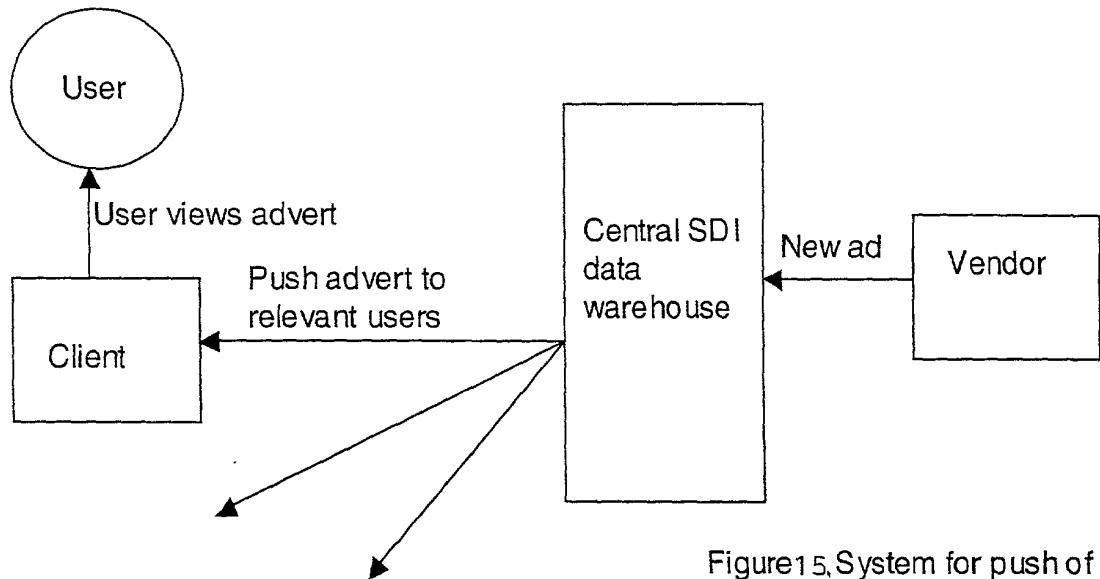 User
User views advert
Client
Push advert to
relevant users
Central SDI
data
warehouse
New ad
Vendor
Figure15,System for push of